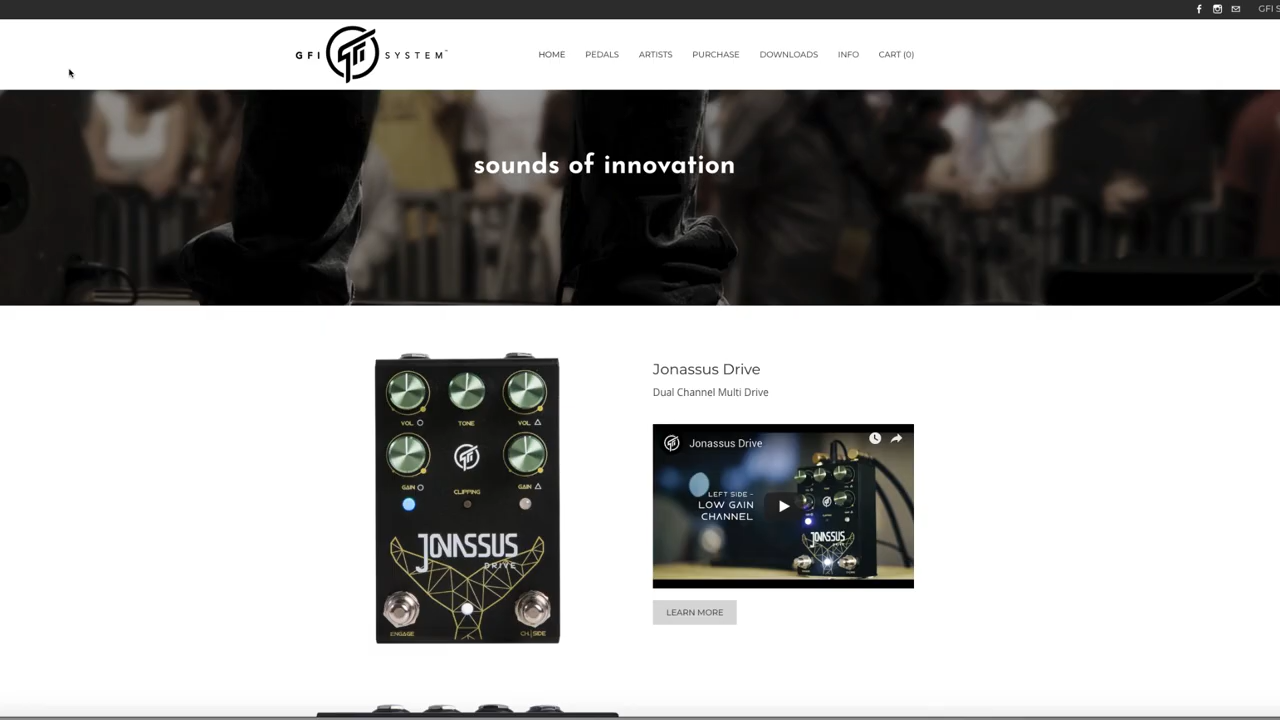 GFI S
GFI SYSTEM™
HOME PEDALS ARTISTS PURCHASE DOWNLOADS INFO CART (0)
sounds of innovation
Jonassus Drive
Dual Channel Multi Drive
VOL TONE VOL
GAIN CLIPPING GAIN
JONASSUS
DRIVE
ENGAGE CH. SIDE
Jonassus Drive
LEFT SIDE -
LOW GAIN
CHANNEL
JONASSUS
LEARN MORE